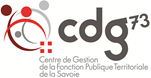 cdg73
Centre de Gestion
de la Fonction Publique Territoriale
de la Savoie